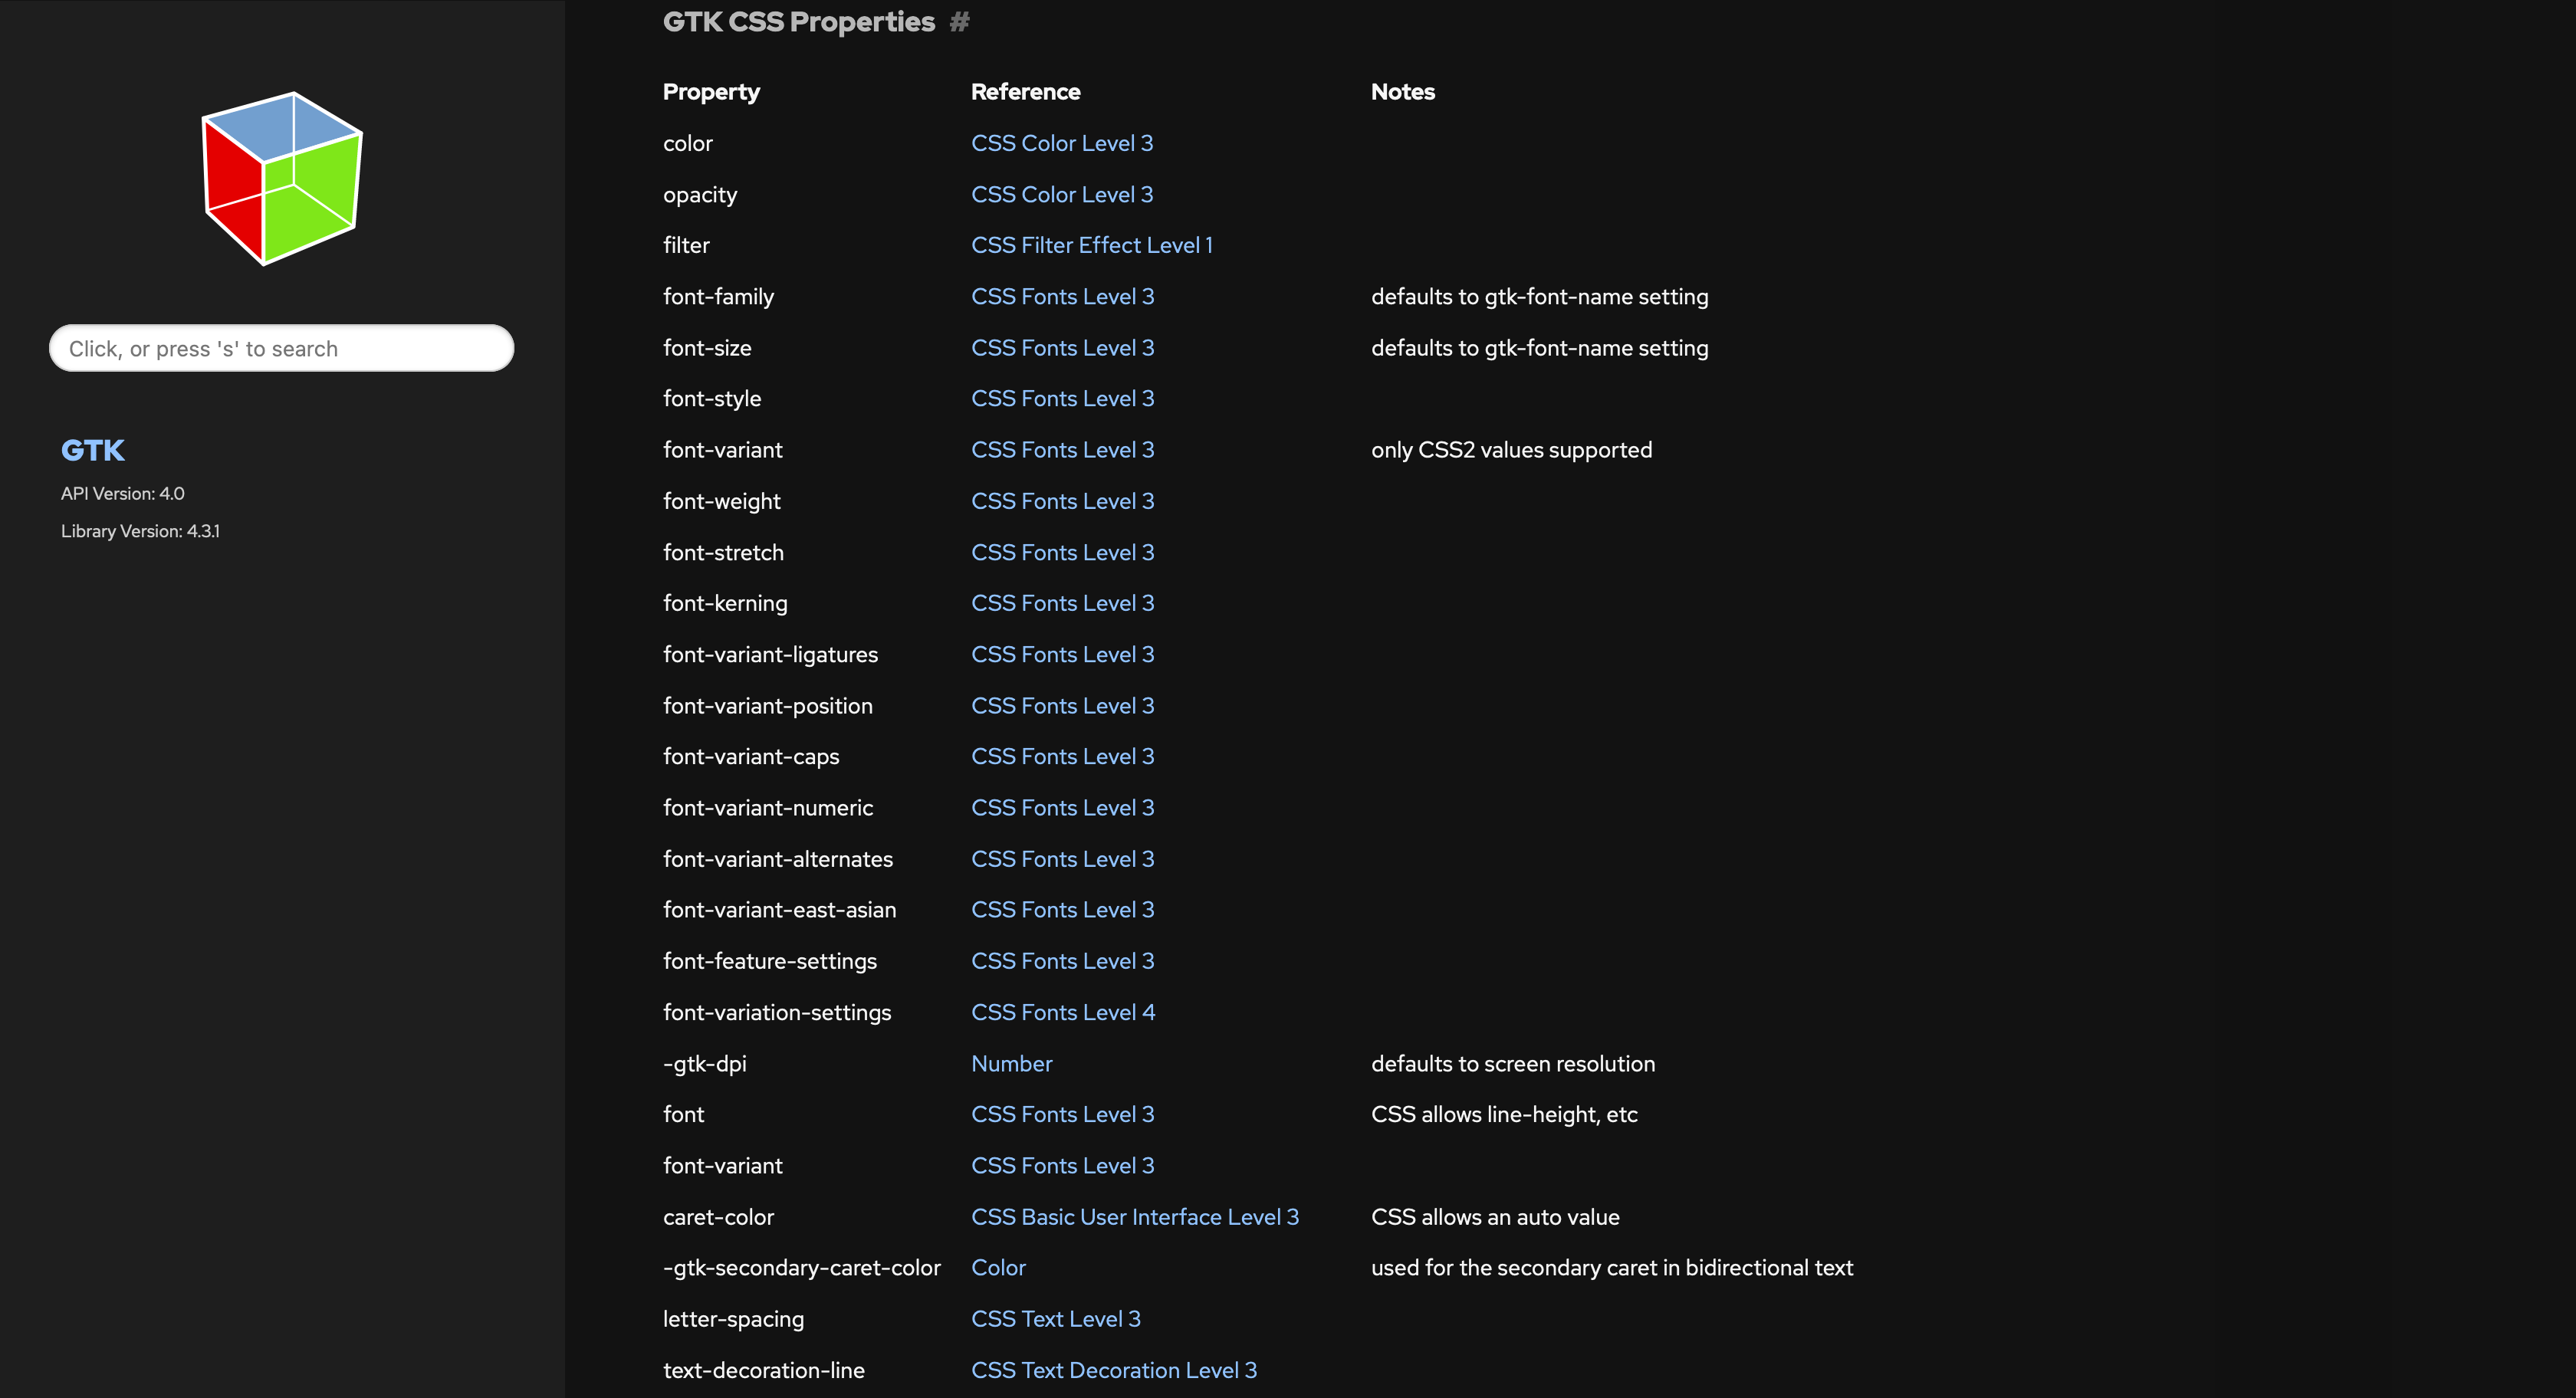 Click, or press 's' to search
GTK
API Version: 4.0
Library Version: 4.3.1
GTK CSS Properties #
Property Reference Notes
color CSS Color Level 3
opacity CSS Color Level 3
filter CSS Filter Effect Level 1
font-family CSS Fonts Level 3 defaults to gtk-font-name setting
font-size CSS Fonts Level 3 defaults to gtk-font-name setting
font-style CSS Fonts Level 3
font-variant CSS Fonts Level 3 only CSS2 values supported
font-weight CSS Fonts Level 3
font-stretch CSS Fonts Level 3
font-kerning CSS Fonts Level 3
font-variant-ligatures CSS Fonts Level 3
font-variant-position CSS Fonts Level 3
font-variant-caps CSS Fonts Level 3
font-variant-numeric CSS Fonts Level 3
font-variant-alternates CSS Fonts Level 3
font-variant-east-asian CSS Fonts Level 3
font-feature-settings CSS Fonts Level 3
font-variation-settings CSS Fonts Level 4
-gtk-dpi Number defaults to screen resolution
font CSS Fonts Level 3 CSS allows line-height, etc
font-variant CSS Fonts Level 3
caret-color CSS Basic User Interface Level 3 CSS allows an auto value
-gtk-secondary-caret-color Color used for the secondary caret in bidirectional text
letter-spacing CSS Text Level 3
text-decoration-line CSS Text Decoration Level 3